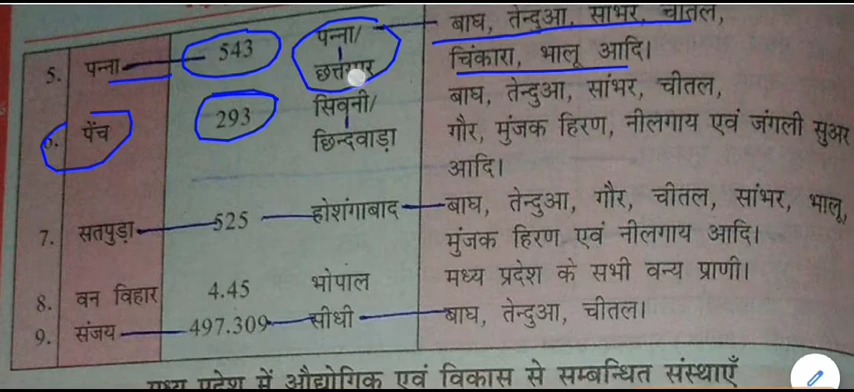 5. पन्ना 543 पन्ना/ बाघ, तेन्दुआ, सांभर, चीतल,
चिंकारा, भालू आदि।
6. पेंच 293 सिवनी/ बाघ, तेन्दुआ, सांभर, चीतल,
छिन्दवाड़ा गौर, मुंजक हिरण, नीलगाय एवं जंगली सुअर
आदि।
7. सतपुड़ा 525 होशंगाबाद बाघ, तेन्दुआ, गौर, चीतल, सांभर, भालू,
मुंजक हिरण एवं नीलगाय आदि।
8. वन विहार 4.45 भोपाल मध्य प्रदेश के सभी वन्य प्राणी।
9. संजय 497.309 सीधी बाघ, तेन्दुआ, चीतल।
मध्य प्रदेश में औद्योगिक एवं विकास से सम्बन्धित संस्थाएँ